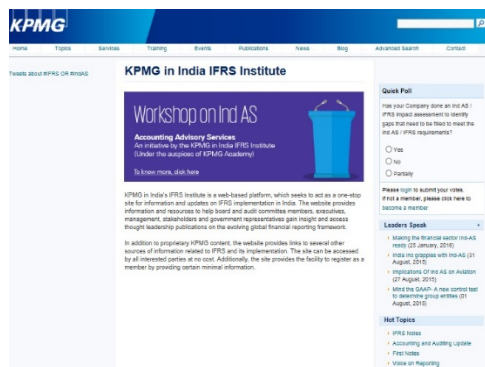 KPMG
Home Topics Services Training Events Publications News Blog Advanced Search Contact
Tweets about #IFRS OR #IndAS
KPMG in India IFRS Institute
Workshop on Ind AS
Accounting Advisory Services
An initiative by the KPMG in India IFRS Institute
(Under the auspices of KPMG Academy)
To know more, click here
KPMG in India's IFRS Institute is a web-based platform, which seeks to act as a one-stop
site for information and updates on IFRS implementation in India. The website provides
information and resources to help board and audit committee members, executives,
management, stakeholders and government representatives gain insight and access
thought leadership publications on the evolving global financial reporting framework.
In addition to proprietary KPMG content, the website provides links to several other
sources of information related to IFRS and its implementation. The site can be accessed
by all interested parties at no cost. Additionally, the site provides the facility to register as a
member by providing certain minimal information.
Quick Poll
Has your Company done an Ind AS /
IFRS impact assessment to identify
gaps that need to be filled to meet the
Ind AS / IFRS requirements?
Yes
No
Partially
Please login to submit your votes.
If not a member, please click here to
become a member
Leaders Speak
Making the financial sector Ind-AS
ready (25 January, 2016)
India Inc grapples with Ind-AS (31
August, 2015)
Implications Of Ind AS on Aviation
(27 August, 2015)
Mind the GAAP- A new control test
to determine group entities (01
August, 2015)
Hot Topics
IFRS Notes
Accounting and Auditing Update
First Notes
Voice on Reporting